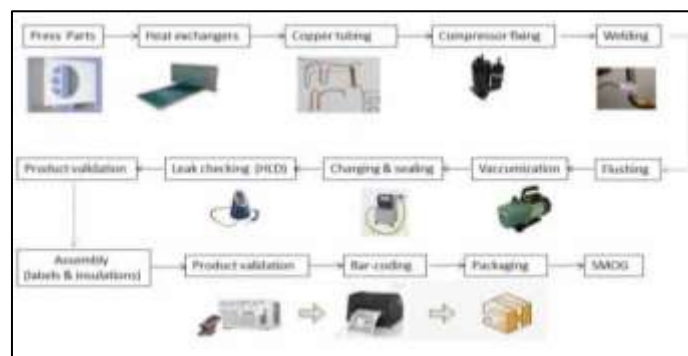 Press Parts
Heat exchangers
Copper tubing
Compressor fixing
Welding
Flushing
Vaccumization
Charging & sealing
Leak checking (HLD)
Product validation
Assembly
(labels & insulations)
Product validation
Bar-coding
Packaging
SMOG